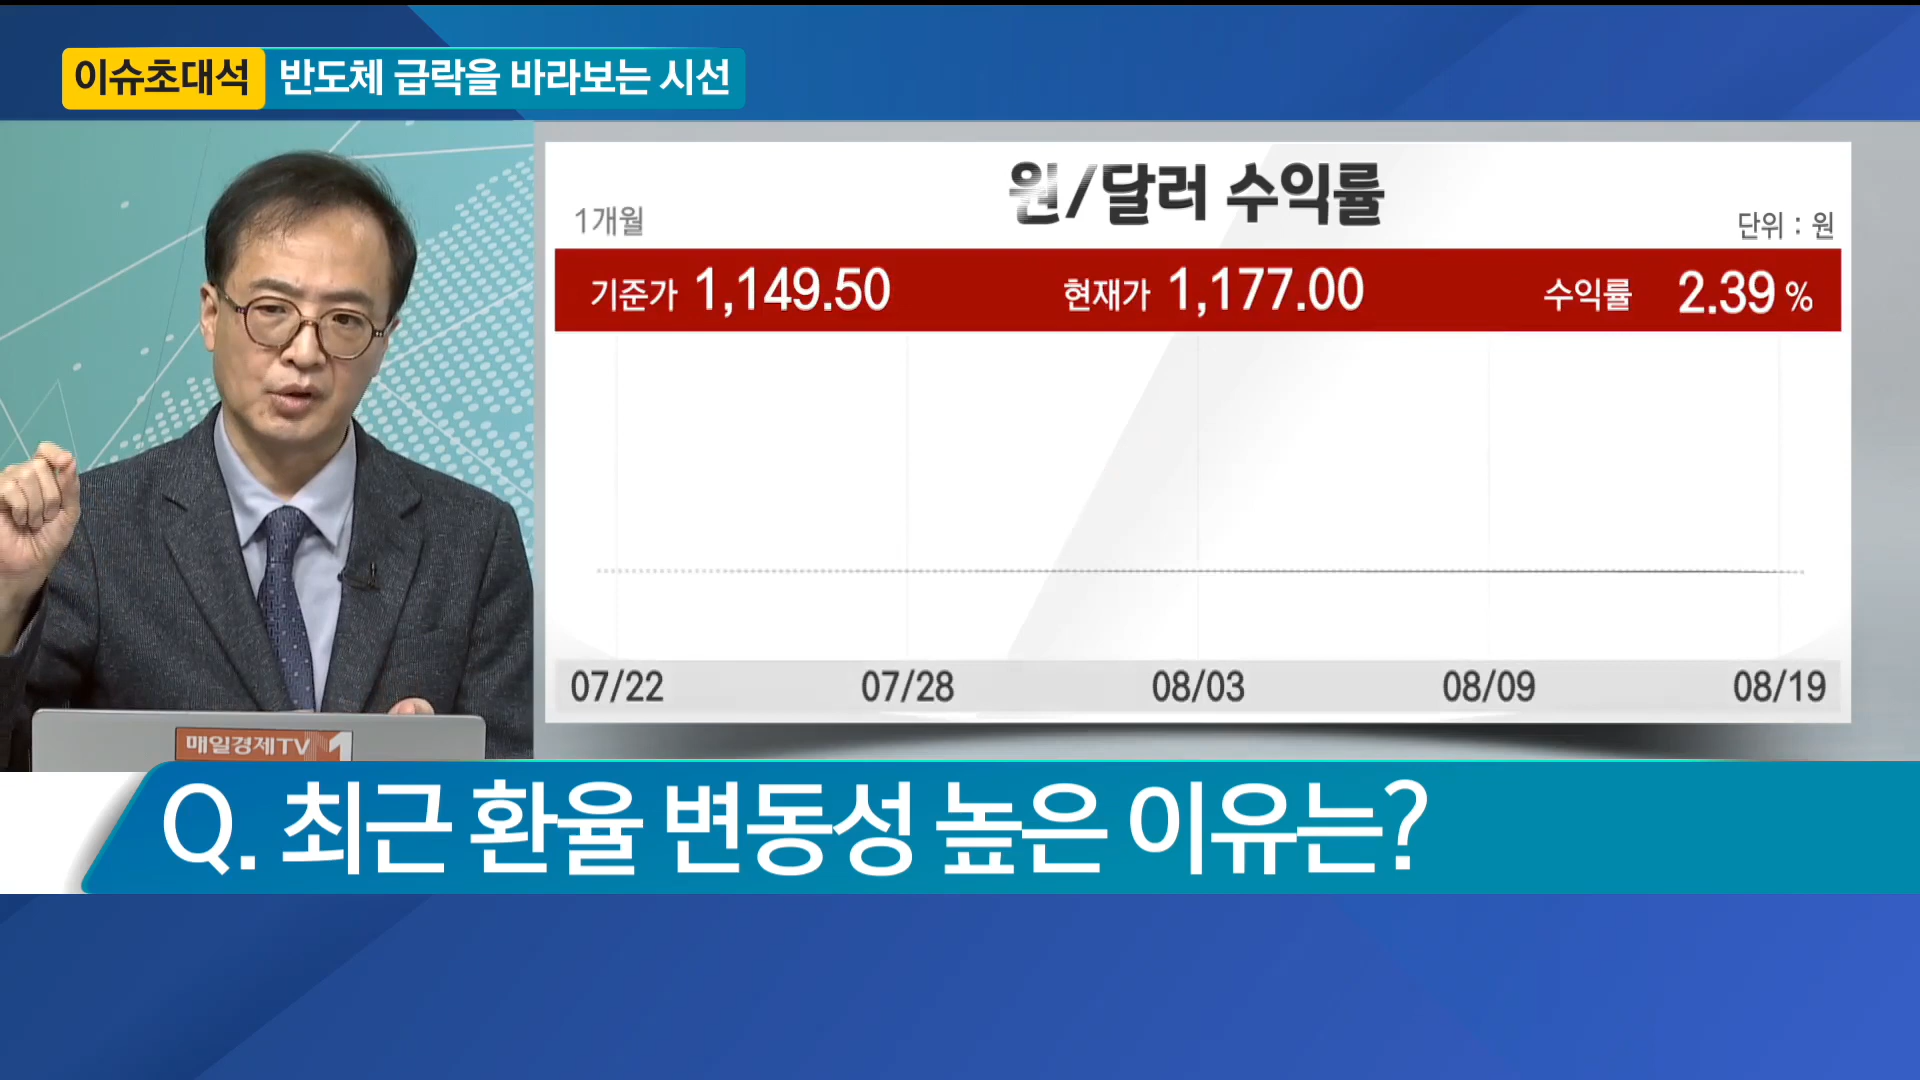 이슈초대석 반도체 급락을 바라보는 시선
원/달러 수익률
1개월
단위 : 원
기준가 1,149.50 현재가 1,177.00 수익률 2.39 %
07/22 07/28 08/03 08/09 08/19
매일경제TV 1
Q. 최근 환율 변동성 높은 이유는?